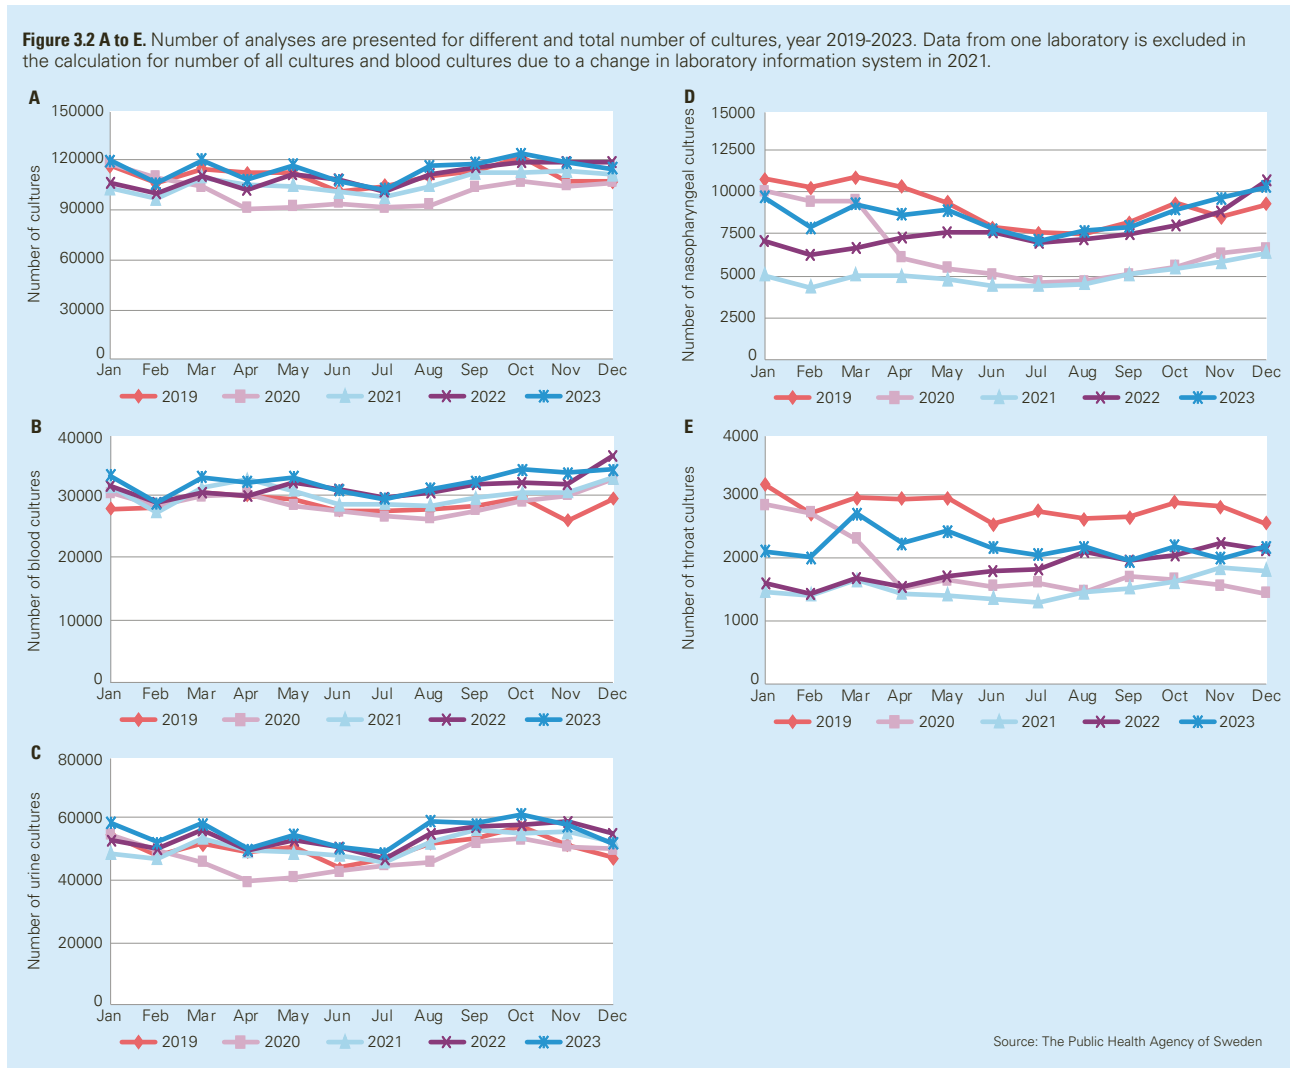 Figure 3.2 A to E. Number of analyses are presented for different and total number of cultures, year 2019-2023. Data from one laboratory is excluded in
the calculation for number of all cultures and blood cultures due to a change in laboratory information system in 2021.
A
Number of cultures
150000
120000
90000
60000
30000
0
Jan Feb Mar Apr May Jun Jul Aug Sep Oct Nov Dec
2019 2020 2021 2022 2023
B
Number of blood cultures
40000
30000
20000
10000
0
Jan Feb Mar Apr May Jun Jul Aug Sep Oct Nov Dec
2019 2020 2021 2022 2023
C
Number of urine cultures
80000
60000
40000
20000
0
Jan Feb Mar Apr May Jun Jul Aug Sep Oct Nov Dec
2019 2020 2021 2022 2023
D
Number of nasopharyngeal cultures
15000
12500
10000
7500
5000
2500
0
Jan Feb Mar Apr May Jun Jul Aug Sep Oct Nov Dec
2019 2020 2021 2022 2023
E
Number of throat cultures
4000
3000
2000
1000
0
Jan Feb Mar Apr May Jun Jul Aug Sep Oct Nov Dec
2019 2020 2021 2022 2023
Source: The Public Health Agency of Sweden